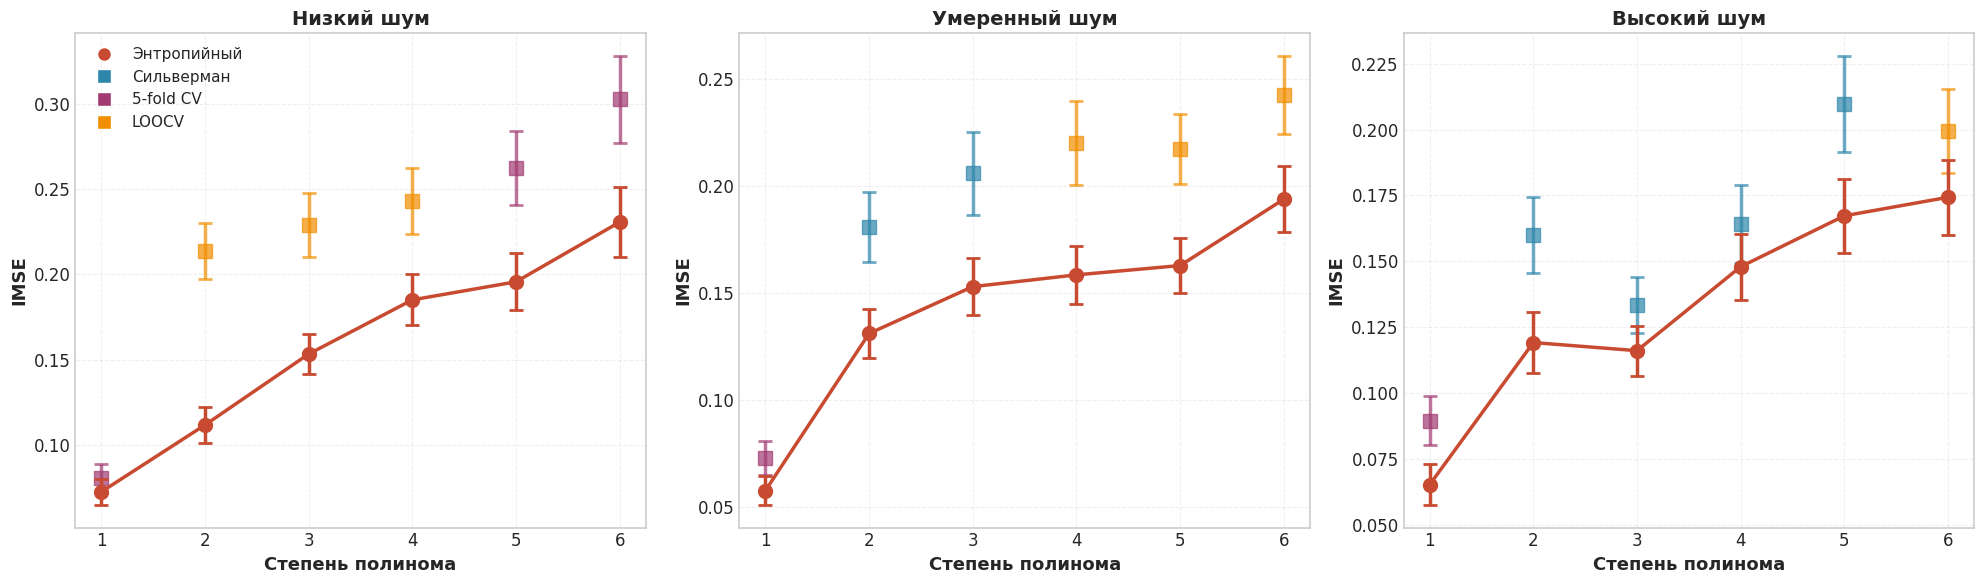 Низкий шум
Энтропийный
Сильверман
5-fold CV
LOOCV
0.30
0.25
0.20
0.15
0.10
IMSE
1 2 3 4 5 6
Степень полинома
Умеренный шум
0.25
0.20
0.15
0.10
0.05
IMSE
1 2 3 4 5 6
Степень полинома
Высокий шум
0.225
0.200
0.175
0.150
0.125
0.100
0.075
0.050
IMSE
1 2 3 4 5 6
Степень полинома